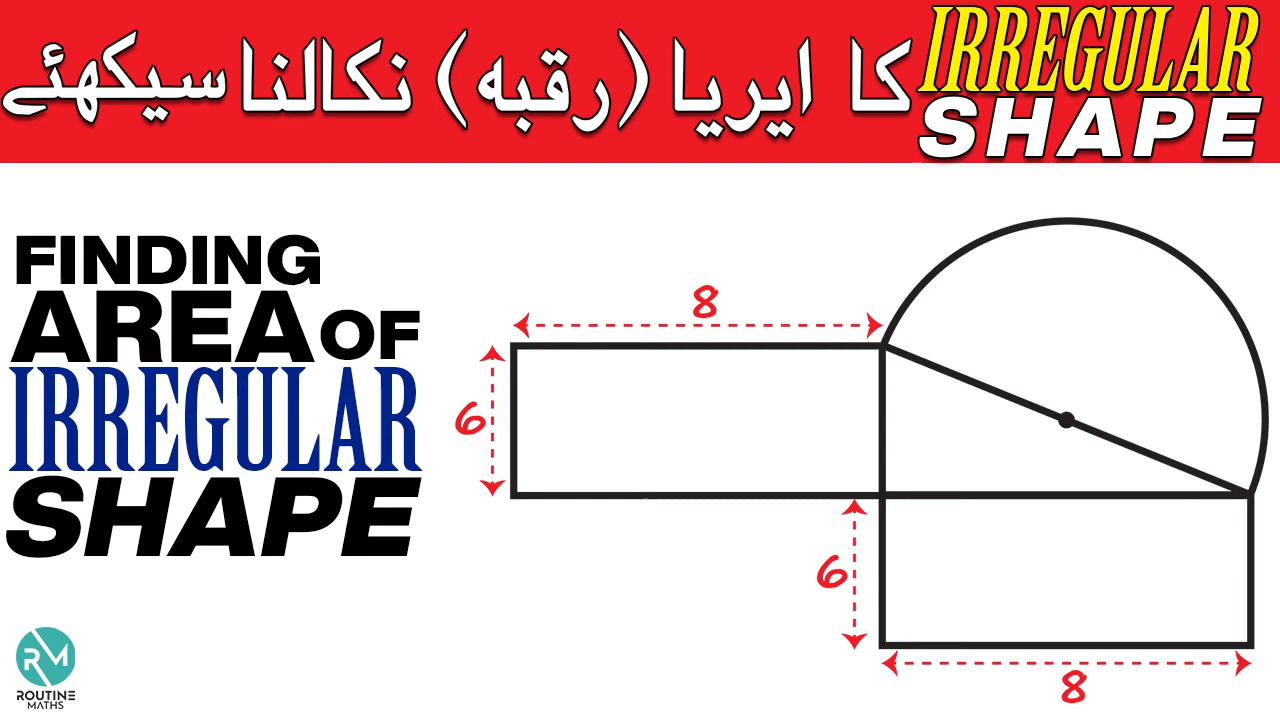 IRREGULAR
SHAPE کا ایریا (رقبہ) نکالنا سیکھئے
FINDING
AREA OF
IRREGULAR
SHAPE
8
6
6
8
RM
ROUTINE
MATHS